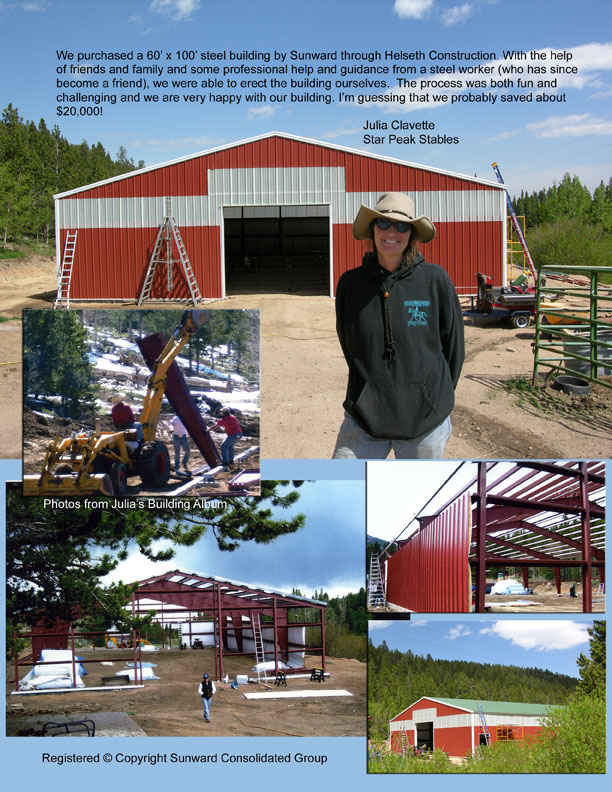 We purchased a 60' x 100' steel building by Sunward through Helseth Construction. With the help
of friends and family and some professional help and guidance from a steel worker (who has since
become a friend), we were able to erect the building ourselves.  The process was both fun and
challenging and we are very happy with our building. I'm guessing that we probably saved about
$20,000!
Julia Clavette
Star Peak Stables
Photos from Julia's Building Album
Registered © Copyright Sunward Consolidated Group